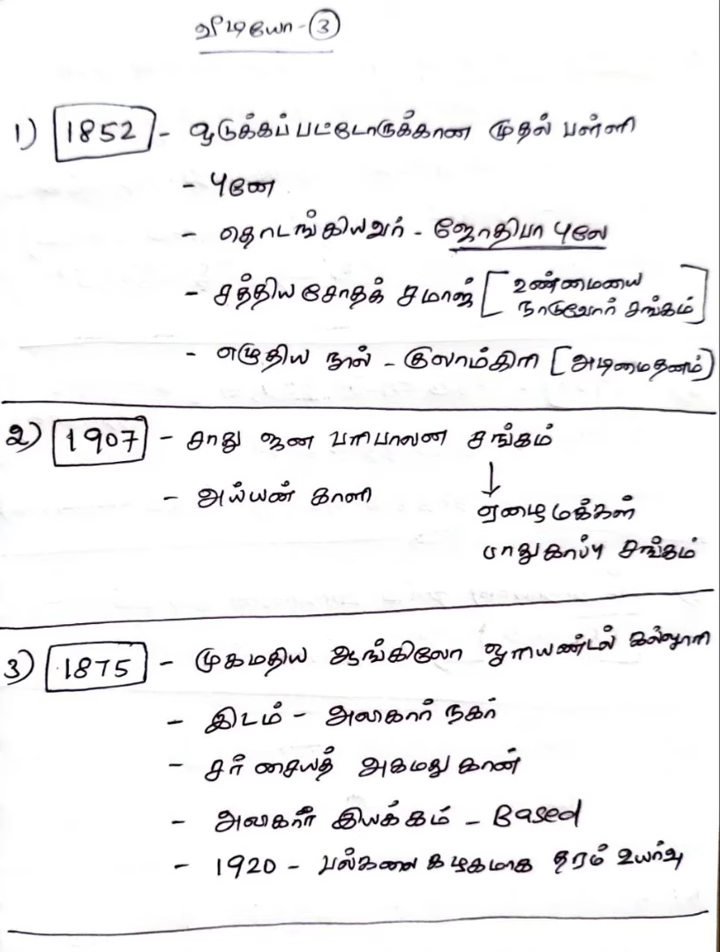 வீடியோ - ③
1) 1852 - ஒடுக்கப்பட்டோருக்கான முதல் பள்ளி
- புனே
- தொடங்கியவர் - ஜோதிபா புலே
- சத்திய சோதக் சமாஜ் [உண்மையை
நாடுவோர் சங்கம்]
- எழுதிய நூல் - குலாம்கிரி [அடிமைதனம்]
2) 1907 - சாது ஜன பரிபாலன சங்கம்
- அய்யன் காளி
↓
ஏழை மக்கள்
பாதுகாப்பு சங்கம்
3) 1875 - முகமதிய ஆங்கிலோ ஓரியண்டல் கல்லூரி
- இடம் - அலிகார் நகர்
- சர் சையத் அகமது கான்
- அலிகார் இயக்கம் - Based
- 1920 - பல்கலை கழகமாக தரம் உயர்வு